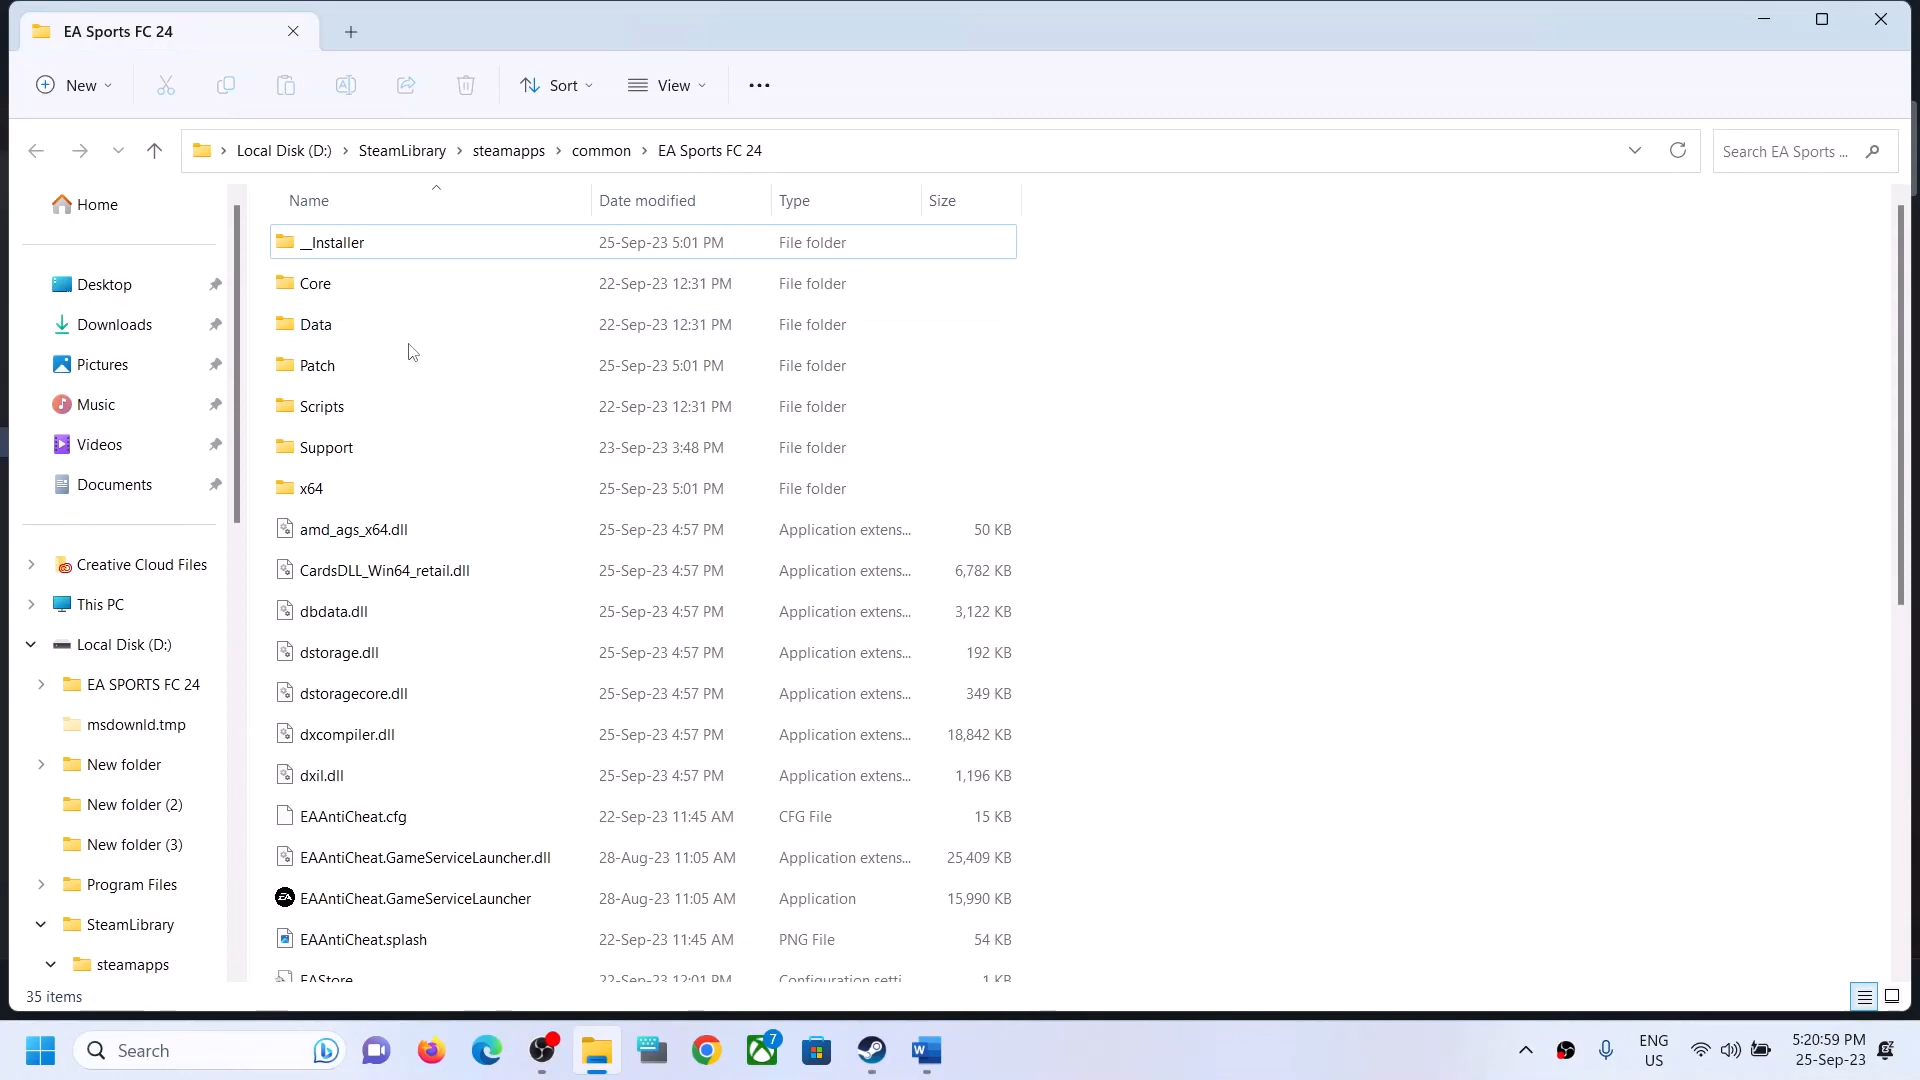 EA Sports FC 24
New
Sort
View
Local Disk (D:) SteamLibrary steamapps common EA Sports FC 24
Search EA Sports ...
Home
Desktop
Downloads
Pictures
Music
Videos
Documents
Creative Cloud Files
This PC
Local Disk (D:)
EA SPORTS FC 24
msdownld.tmp
New folder
New folder (2)
New folder (3)
Program Files
SteamLibrary
steamapps
Name Date modified Type Size
__Installer 25-Sep-23 5:01 PM File folder
Core 22-Sep-23 12:31 PM File folder
Data 22-Sep-23 12:31 PM File folder
Patch 25-Sep-23 5:01 PM File folder
Scripts 22-Sep-23 12:31 PM File folder
Support 23-Sep-23 3:48 PM File folder
x64 25-Sep-23 5:01 PM File folder
amd_ags_x64.dll 25-Sep-23 4:57 PM Application extens... 50 KB
CardsDLL_Win64_retail.dll 25-Sep-23 4:57 PM Application extens... 6,782 KB
dbdata.dll 25-Sep-23 4:57 PM Application extens... 3,122 KB
dstorage.dll 25-Sep-23 4:57 PM Application extens... 192 KB
dstoragecore.dll 25-Sep-23 4:57 PM Application extens... 349 KB
dxcompiler.dll 25-Sep-23 4:57 PM Application extens... 18,842 KB
dxil.dll 25-Sep-23 4:57 PM Application extens... 1,196 KB
EAAntiCheat.cfg 22-Sep-23 11:45 AM CFG File 15 KB
EAAntiCheat.GameServiceLauncher.dll 28-Aug-23 11:05 AM Application extens... 25,409 KB
EAAntiCheat.GameServiceLauncher 28-Aug-23 11:05 AM Application 15,990 KB
EAAntiCheat.splash 22-Sep-23 11:45 AM PNG File 54 KB
EAStore 22-Sep-23 12:01 PM Configuration setti... 1 KB
35 items
Search
7
ENG
US
5:20:59 PM
25-Sep-23